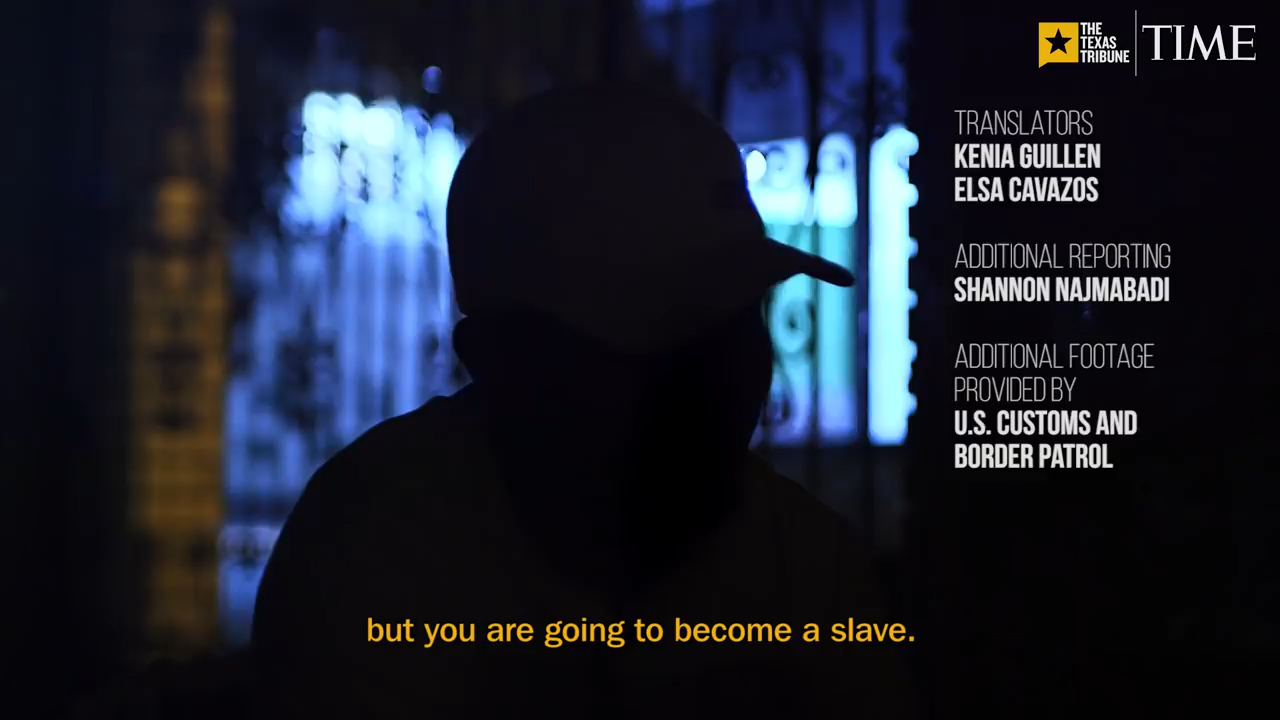 THE
TEXAS
TRIBUNE
TIME
TRANSLATORS
KENIA GUILLEN
ELSA CAVAZOS
ADDITIONAL REPORTING
SHANNON NAJMABADI
ADDITIONAL FOOTAGE
PROVIDED BY
U.S. CUSTOMS AND
BORDER PATROL
but you are going to become a slave.